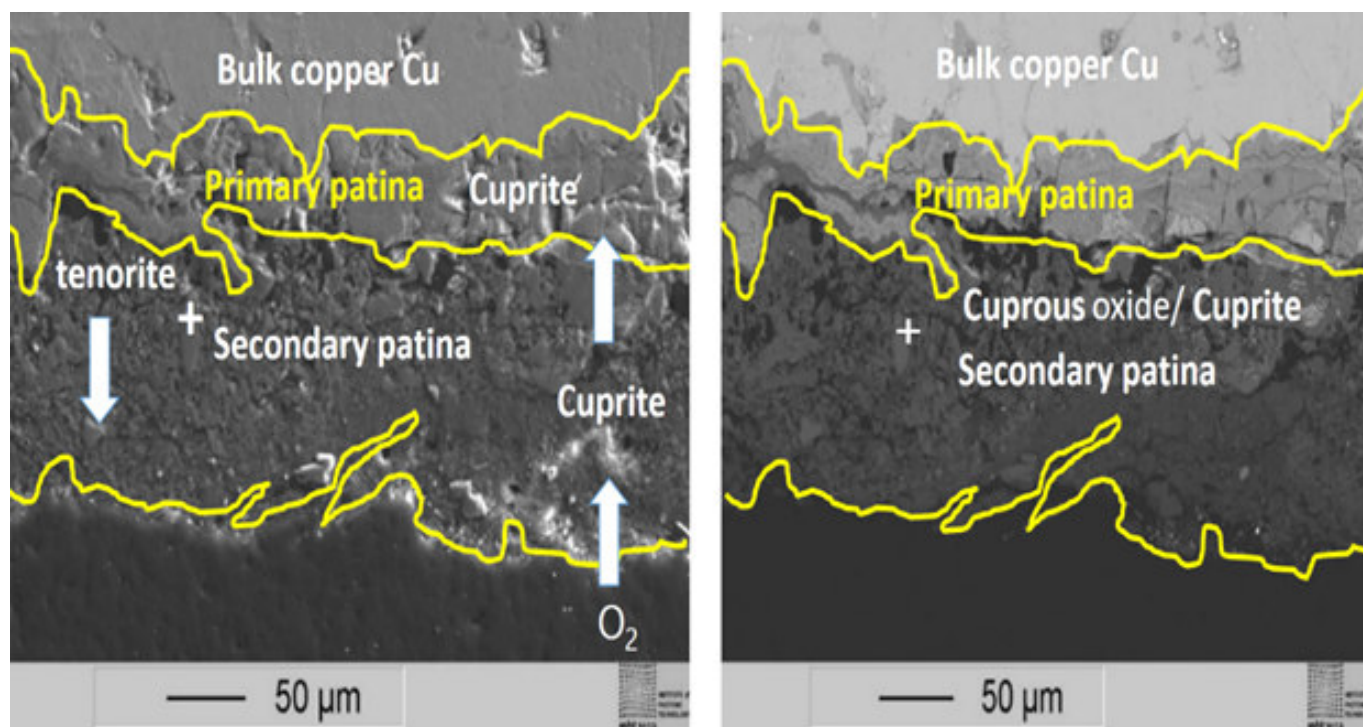 Bulk copper Cu
Primary patina
Cuprite
tenorite
+
Secondary patina
Cuprite
O₂
50 µm
Bulk copper Cu
Primary patina
+
Cuprous oxide/ Cuprite
Secondary patina
50 µm